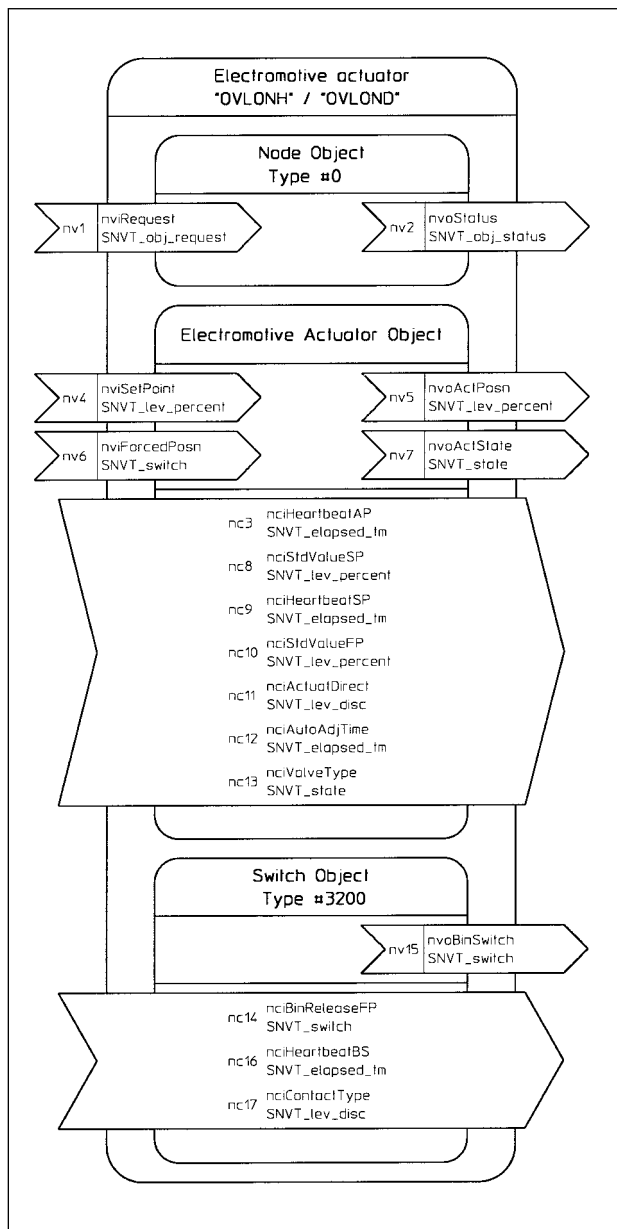 Electromotive actuator
"OVLONH" / "OVLOND"
Node Object
Type #0
nv1 nviRequest
SNVT_obj_request
nv2 nvoStatus
SNVT_obj_status
Electromotive Actuator Object
nv4 nviSetPoint
SNVT_lev_percent
nv5 nvoActPosn
SNVT_lev_percent
nv6 nviForcedPosn
SNVT_switch
nv7 nvoActState
SNVT_state
nc3 nciHeartbeatAP
SNVT_elapsed_tm
nc8 nciStdValueSP
SNVT_lev_percent
nc9 nciHeartbeatSP
SNVT_elapsed_tm
nc10 nciStdValueFP
SNVT_lev_percent
nc11 nciActuatDirect
SNVT_lev_disc
nc12 nciAutoAdjTime
SNVT_elapsed_tm
nc13 nciValveType
SNVT_state
Switch Object
Type #3200
nv15 nvoBinSwitch
SNVT_switch
nc14 nciBinReleaseFP
SNVT_switch
nc16 nciHeartbeatBS
SNVT_elapsed_tm
nc17 nciContactType
SNVT_lev_disc